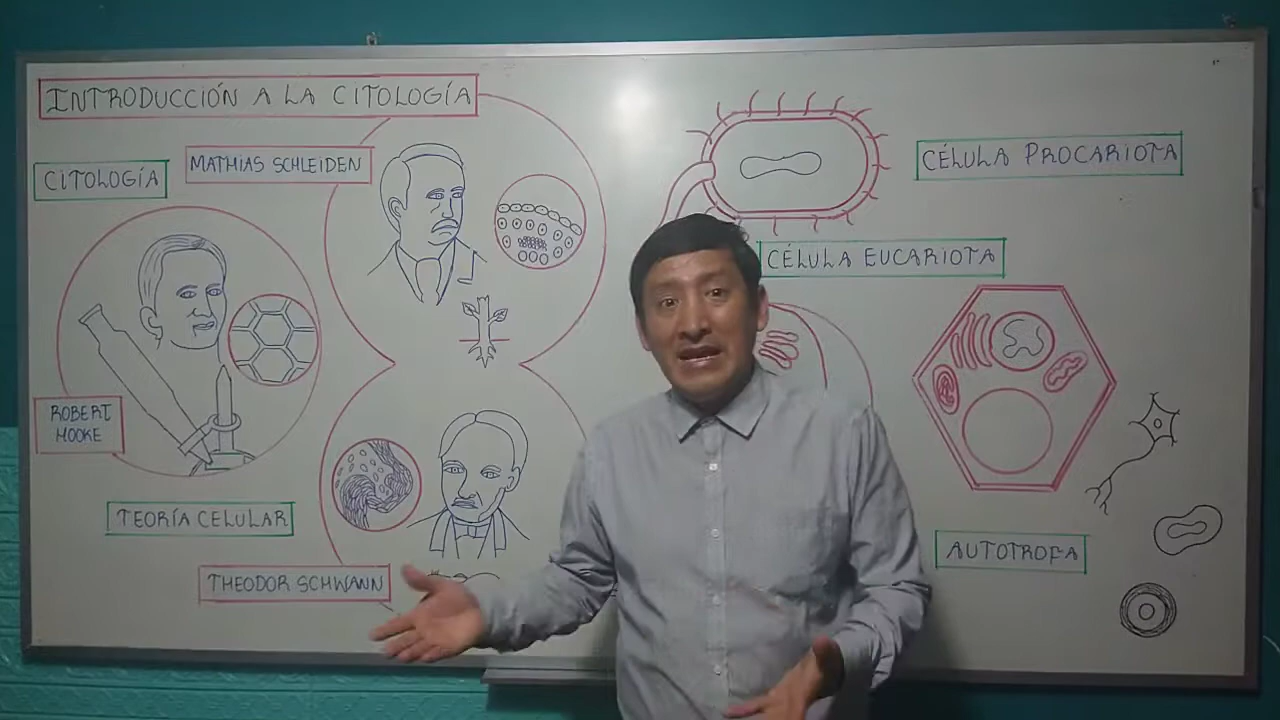 INTRODUCCIÓN A LA CITOLOGÍA
CITOLOGÍA
MATHIAS SCHLEIDEN
ROBERT
HOOKE
TEORÍA CELULAR
THEODOR SCHWANN
CÉLULA PROCARIOTA
CÉLULA EUCARIOTA
AUTOTROFA